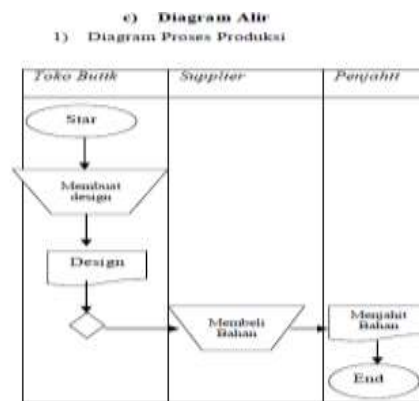 c) Diagram Alir
1) Diagram Proses Produksi
Toko Butik
Supplier
Penjahit
Star
Membuat
design
Design
Membeli
Bahan
Menjahit
Bahan
End